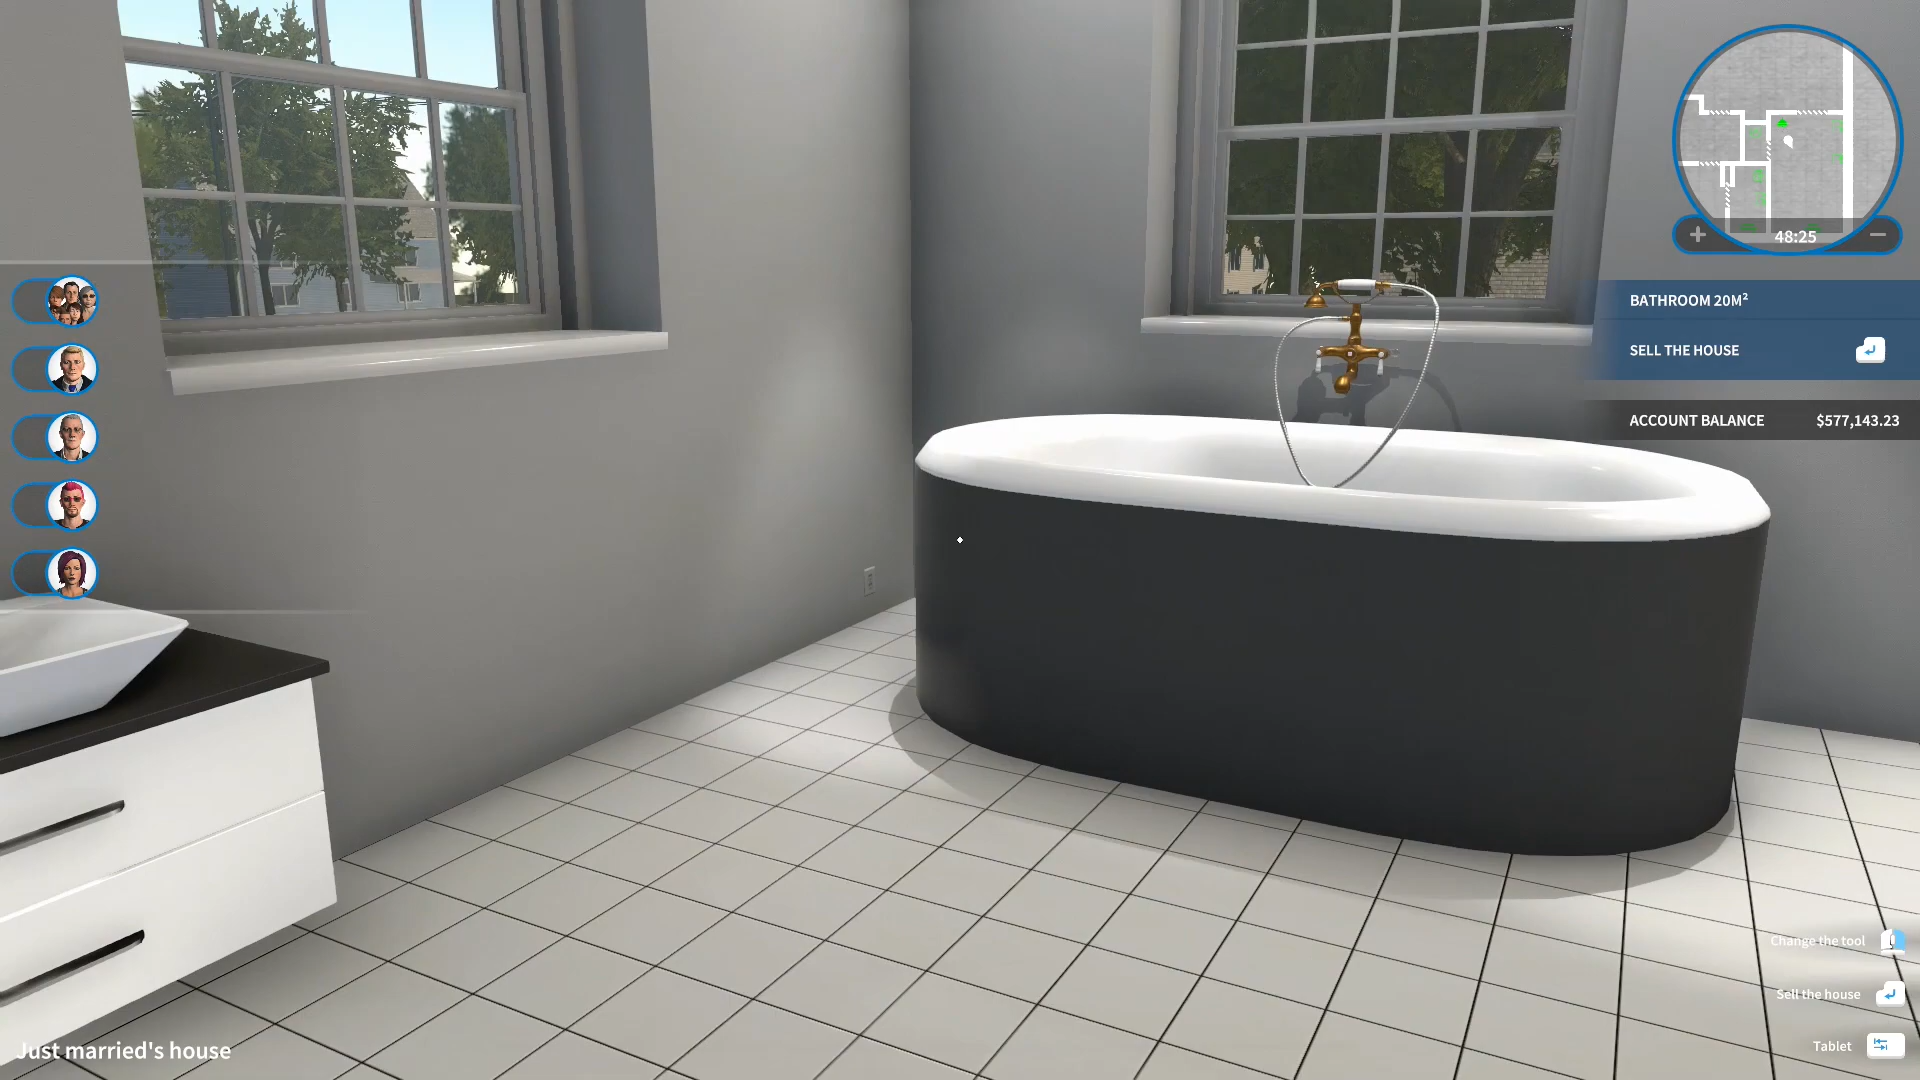 48:25
BATHROOM 20M²
SELL THE HOUSE
ACCOUNT BALANCE $577,143.23
Change the tool
Sell the house
Tablet
Just married's house